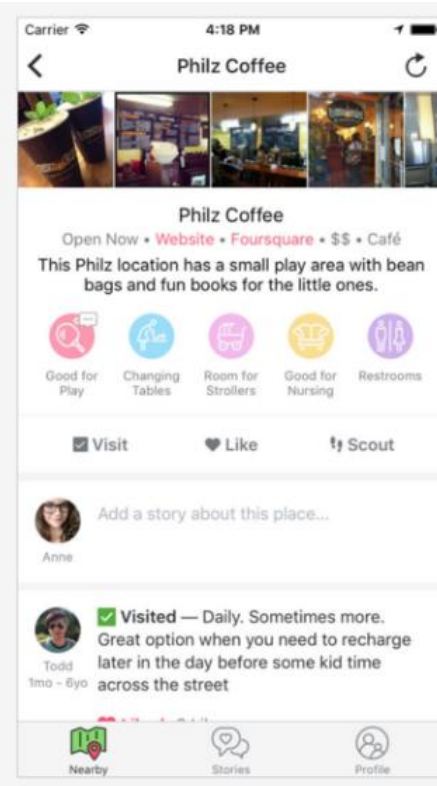 Carrier 4:18 PM
Philz Coffee
Philz Coffee
Open Now • Website • Foursquare • $$ • Café
This Philz location has a small play area with bean
bags and fun books for the little ones.
Good for Play
Changing Tables
Room for Strollers
Good for Nursing
Restrooms
Visit Like Scout
Add a story about this place...
Anne
Visited — Daily. Sometimes more.
Great option when you need to recharge
later in the day before some kid time
across the street
Todd
1mo - 6yo
Nearby Stories Profile